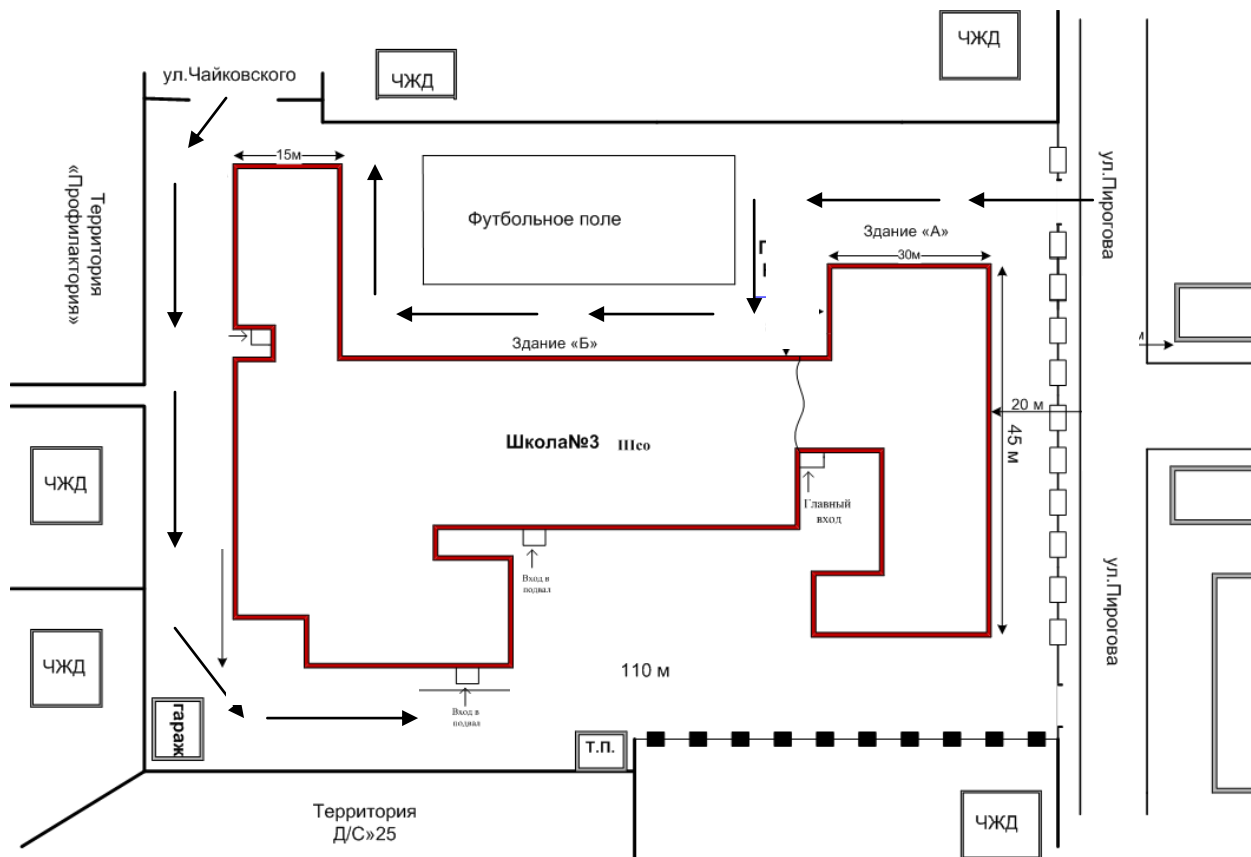 ЧЖД
ул.Чайковского
ЧЖД
15м
Территория
«Профилактория»
Футбольное поле
ул.Пирогова
Здание «А»
30м
Здание «Б»
20 м
45 м
Школа№3 IIIсо
ЧЖД
Главный
вход
Вход в
подвал
ул.Пирогова
ЧЖД
110 м
гараж
Вход в
подвал
Т.П.
Территория
Д/С»25
ЧЖД